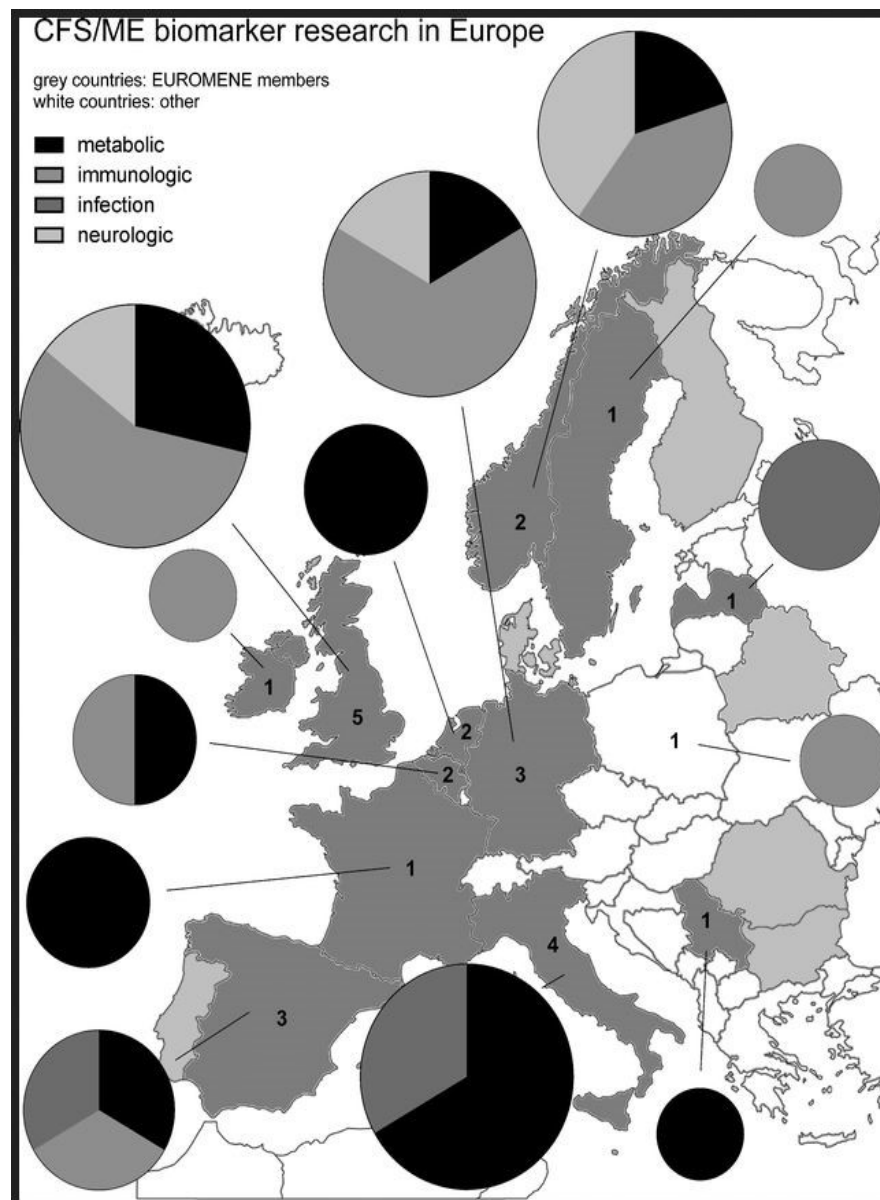 CFS/ME biomarker research in Europe
grey countries: EUROMENE members
white countries: other
metabolic
immunologic
infection
neurologic
1
2
1
1
5
2
2
3
1
1
1
4
3